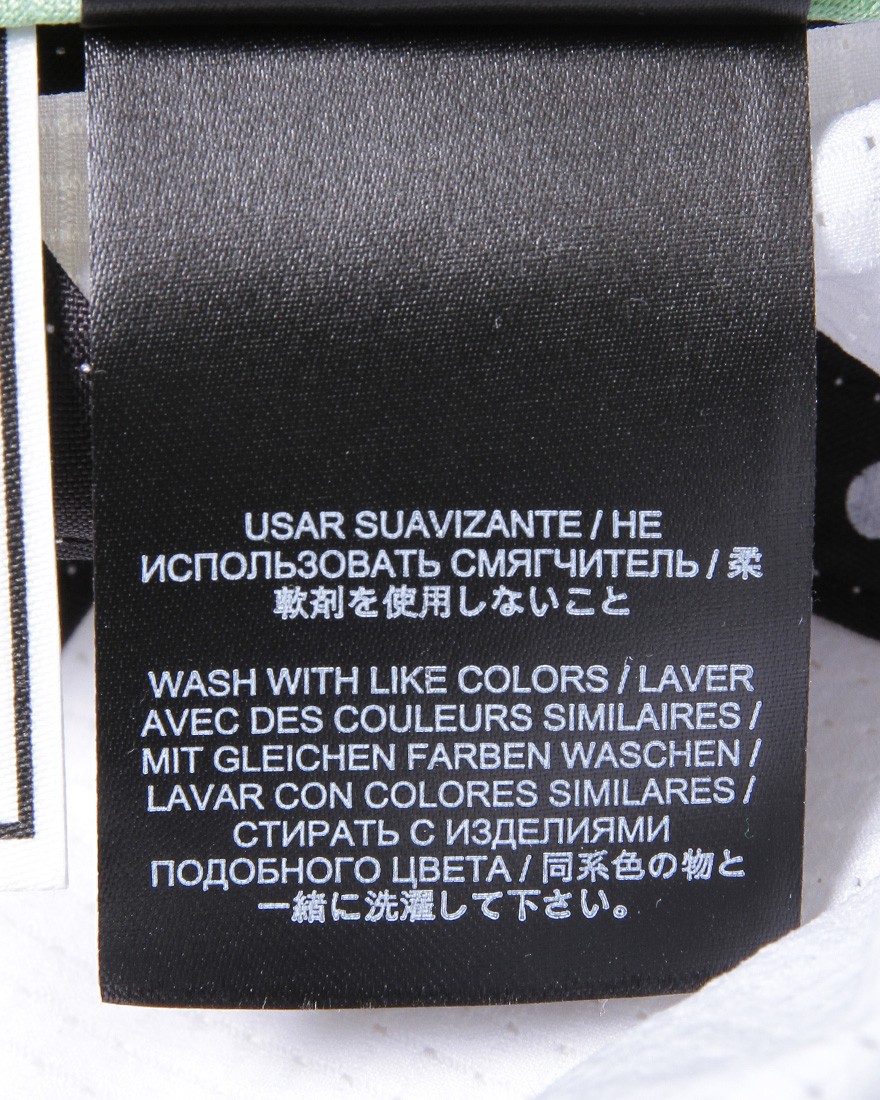 USAR SUAVIZANTE / НЕ
ИСПОЛЬЗОВАТЬ СМЯГЧИТЕЛЬ / 柔
軟剤を使用しないこと
WASH WITH LIKE COLORS / LAVER
AVEC DES COULEURS SIMILAIRES /
MIT GLEICHEN FARBEN WASCHEN /
LAVAR CON COLORES SIMILARES /
СТИРАТЬ С ИЗДЕЛИЯМИ
ПОДОБНОГО ЦВЕТА / 同系色の物と
一緒に洗濯して下さい。